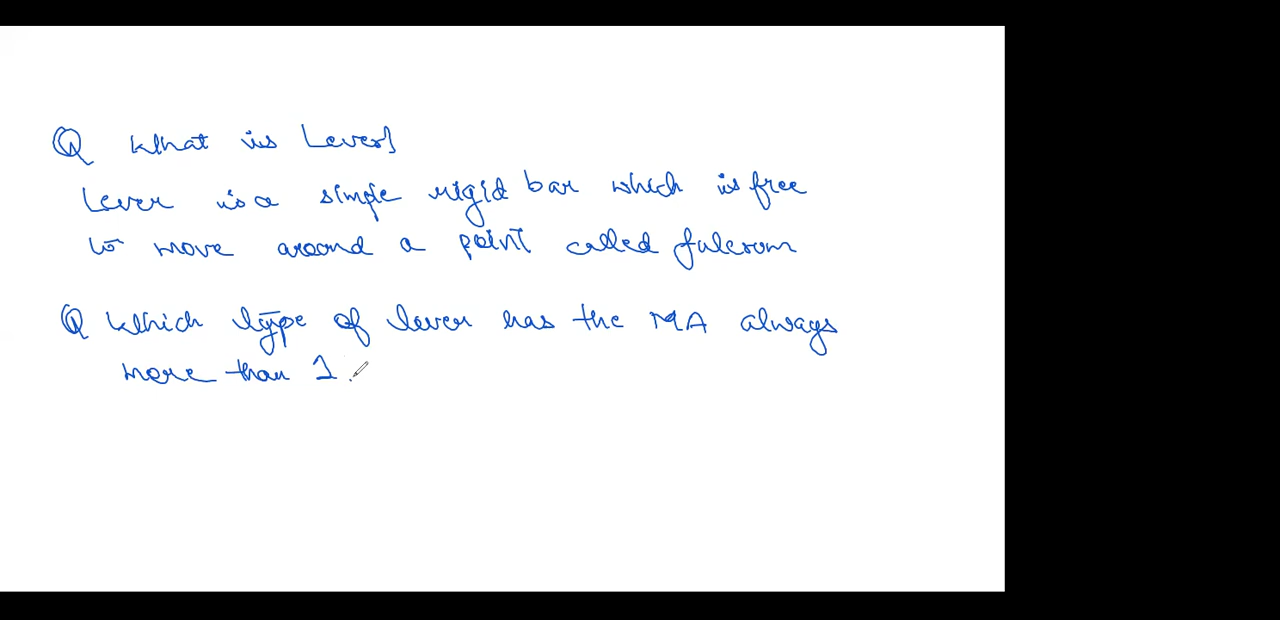 Q What is Lever?
Lever is a simple rigid bar which is free
to move around a point called fulcrum
Q Which type of lever has the MA always
more than 1.